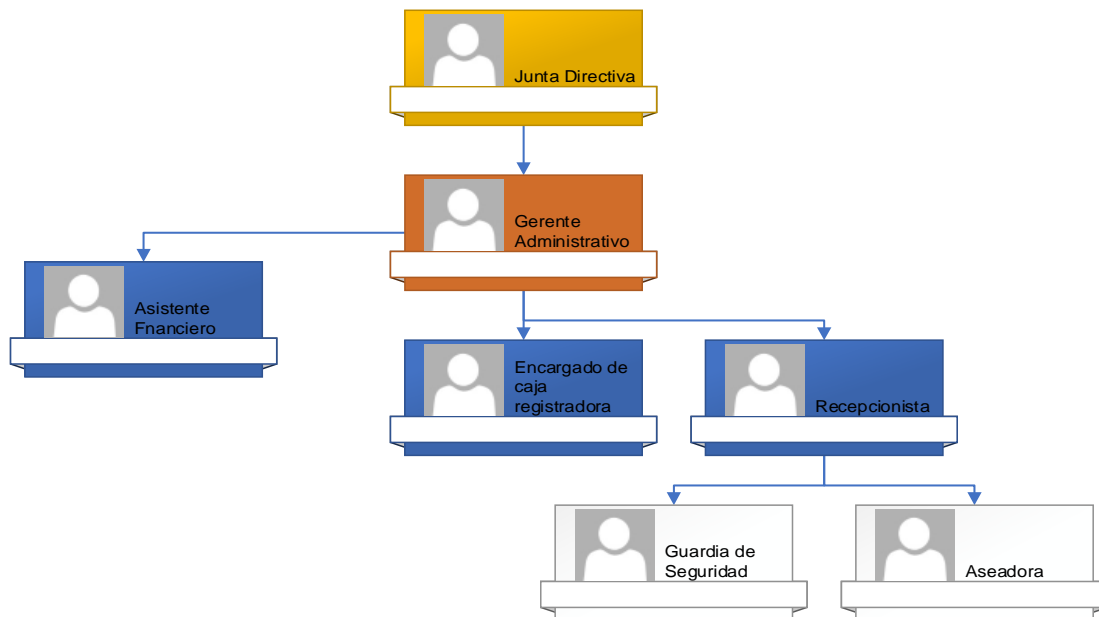 Junta Directiva
Gerente
Administrativo
Asistente
Fnanciero
Encargado de
caja
registradora
Recepcionista
Guardia de
Seguridad
Aseadora